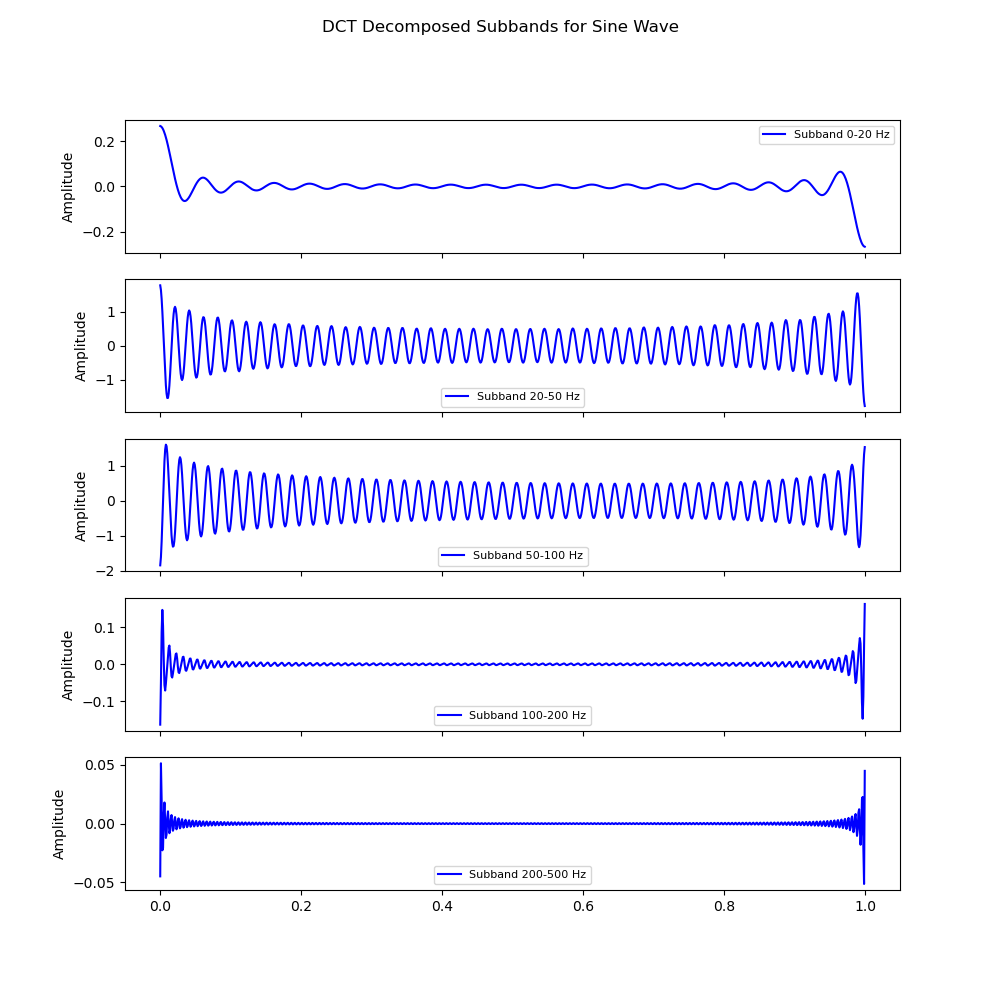 DCT Decomposed Subbands for Sine Wave
Amplitude
0.2
0.0
−0.2
Subband 0-20 Hz
Amplitude
1
0
−1
Subband 20-50 Hz
Amplitude
1
0
−1
−2
Subband 50-100 Hz
Amplitude
0.1
0.0
−0.1
Subband 100-200 Hz
Amplitude
0.05
0.00
−0.05
Subband 200-500 Hz
0.0 0.2 0.4 0.6 0.8 1.0